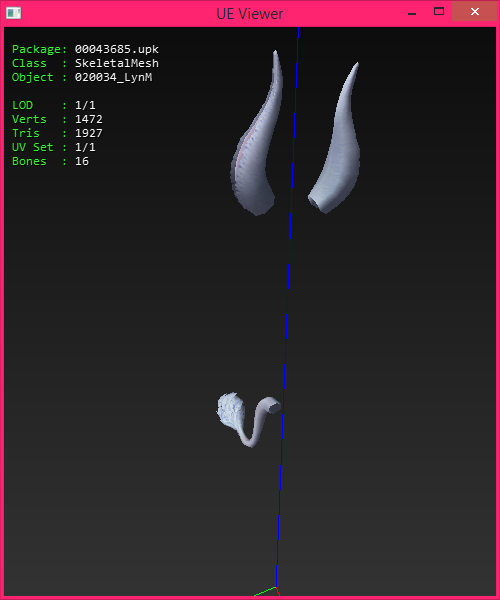 UE Viewer
Package: 00043685.upk
Class : SkeletalMesh
Object : 020034_LynM
LOD : 1/1
Verts : 1472
Tris : 1927
UV Set : 1/1
Bones : 16